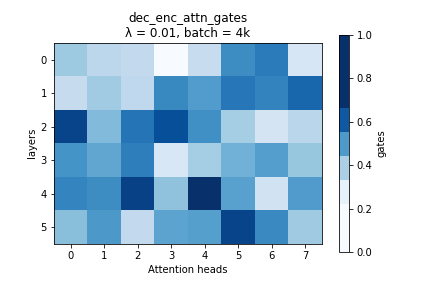 dec_enc_attn_gates
λ = 0.01, batch = 4k
layers
0
1
2
3
4
5
0 1 2 3 4 5 6 7
Attention heads
1.0
0.8
0.6
0.4
0.2
0.0
gates